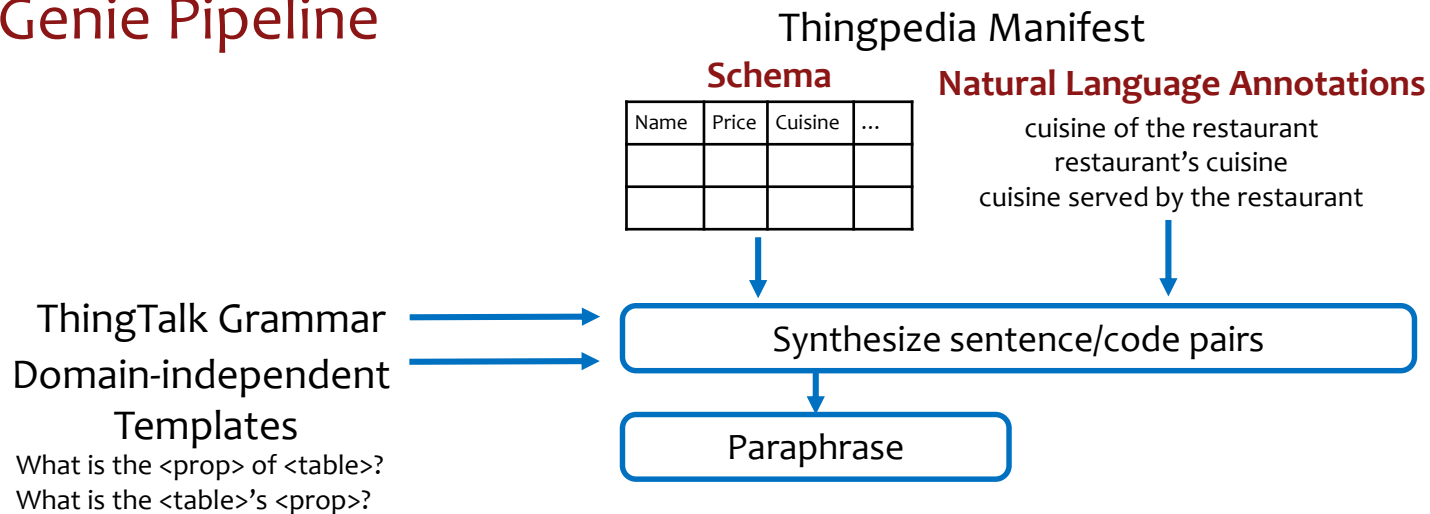 Genie Pipeline
Thingpedia Manifest
Schema
Name Price Cuisine ...
Natural Language Annotations
cuisine of the restaurant
restaurant’s cuisine
cuisine served by the restaurant
ThingTalk Grammar
Domain-independent
Templates
What is the <prop> of <table>?
What is the <table>’s <prop>?
Synthesize sentence/code pairs
Paraphrase